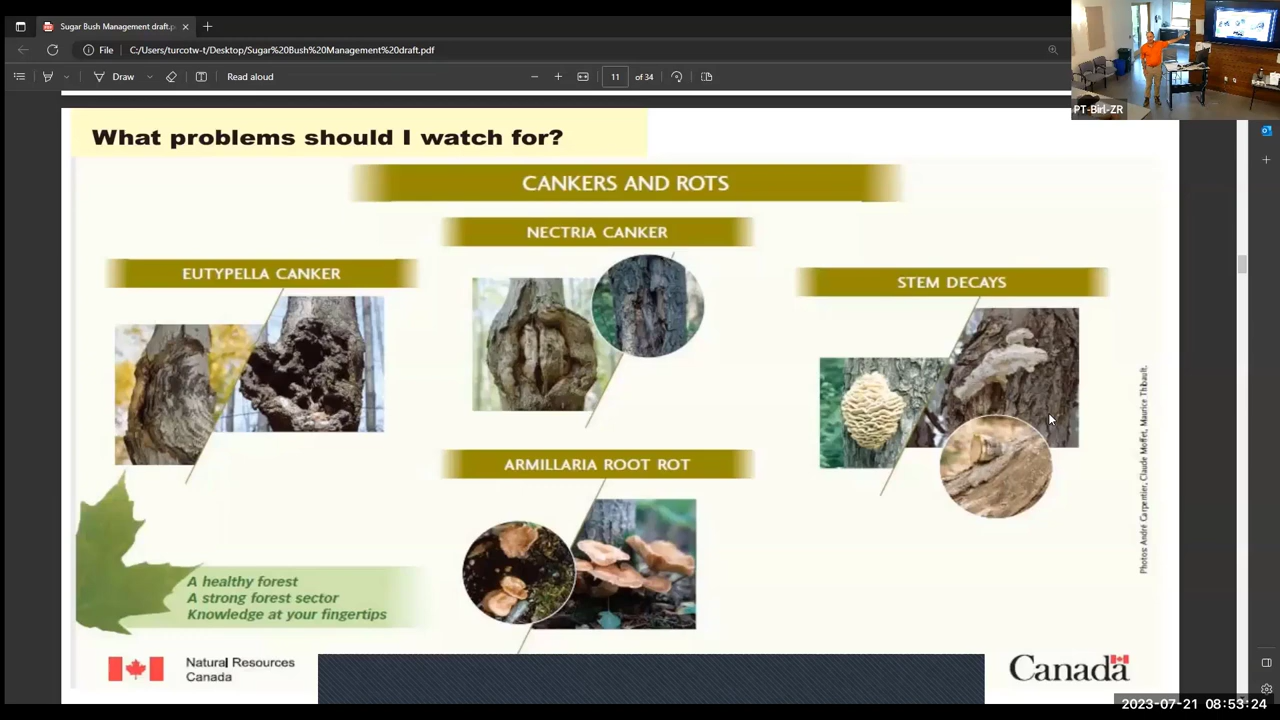 Sugar Bush Management draft.p
File
C:/Users/turcotw-t/Desktop/Sugar%20Bush%20Management%20draft.pdf
Draw
Read aloud
11
of 34
PT-Birl-ZR
What problems should I watch for?
CANKERS AND ROTS
NECTRIA CANKER
EUTYPELLA CANKER
STEM DECAYS
ARMILLARIA ROOT ROT
Photos: André Carpentier, Claude Moffet, Maurice Thibault.
A healthy forest
A strong forest sector
Knowledge at your fingertips
Natural Resources
Canada
Canada
2023-07-21 08:53:24